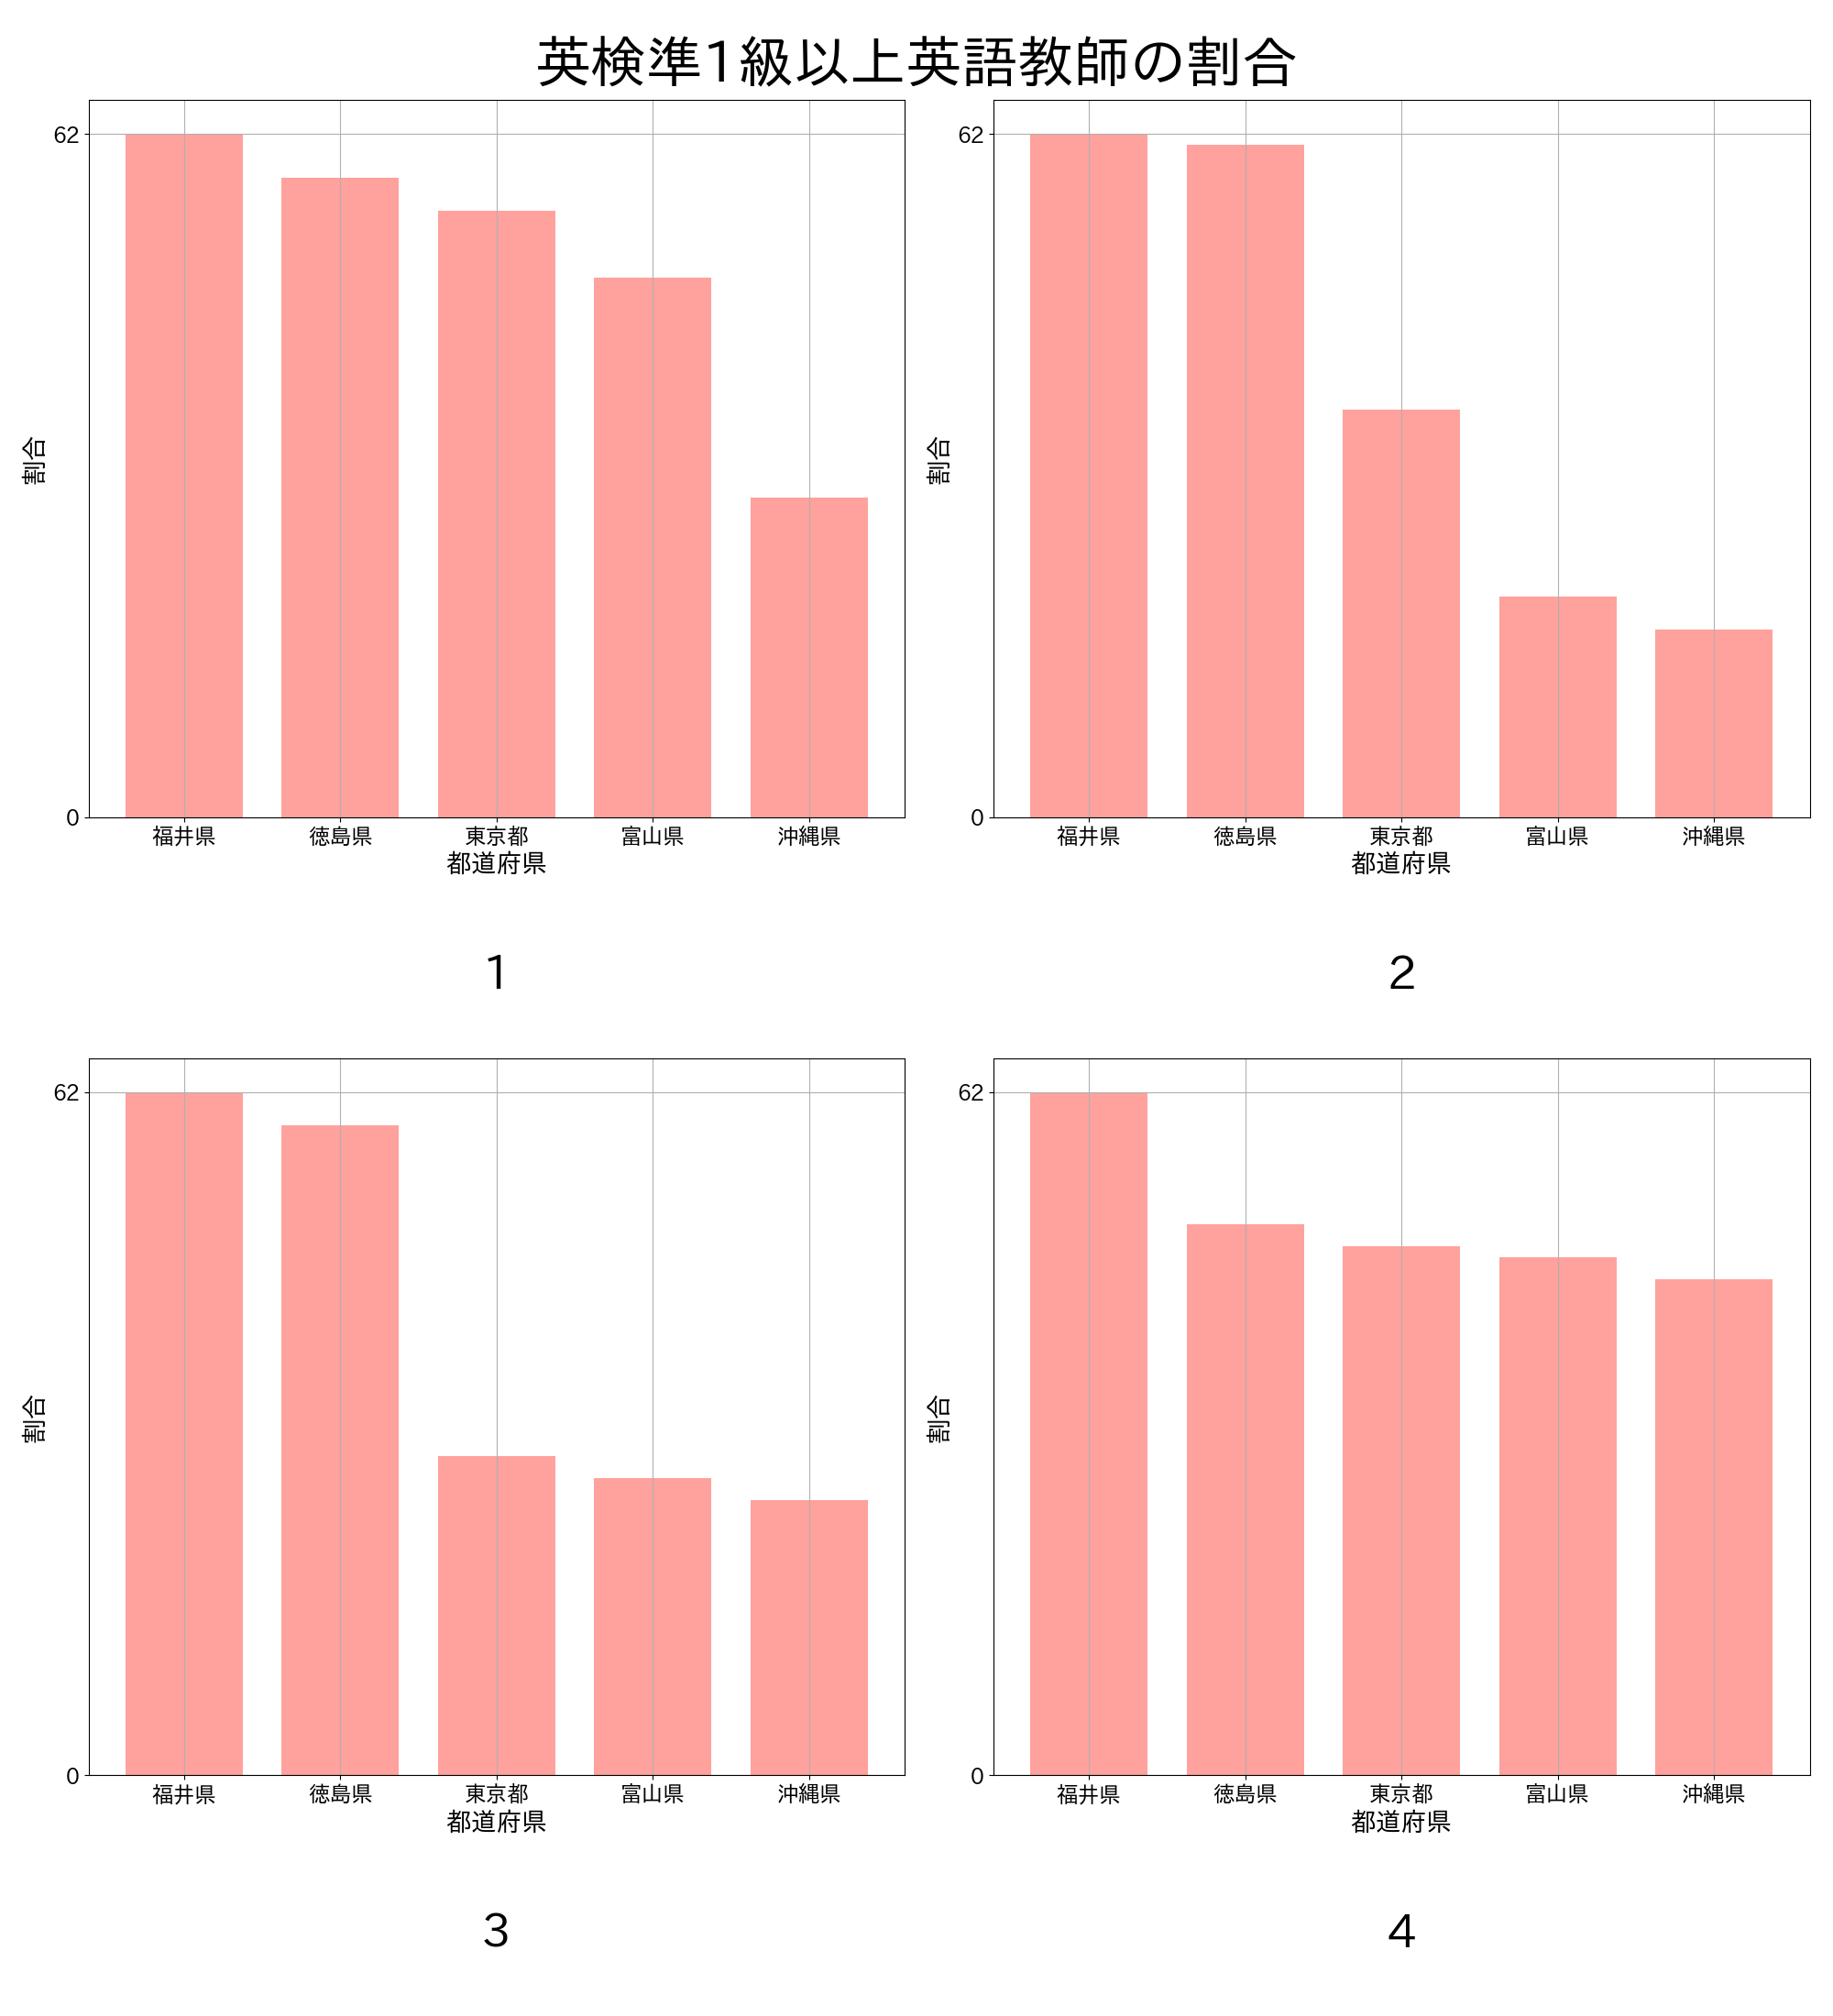 英検準1級以上英語教師の割合
62
0
割合
福井県 徳島県 東京都 富山県 沖縄県
都道府県
1
62
0
割合
福井県 徳島県 東京都 富山県 沖縄県
都道府県
2
62
0
割合
福井県 徳島県 東京都 富山県 沖縄県
都道府県
3
62
0
割合
福井県 徳島県 東京都 富山県 沖縄県
都道府県
4